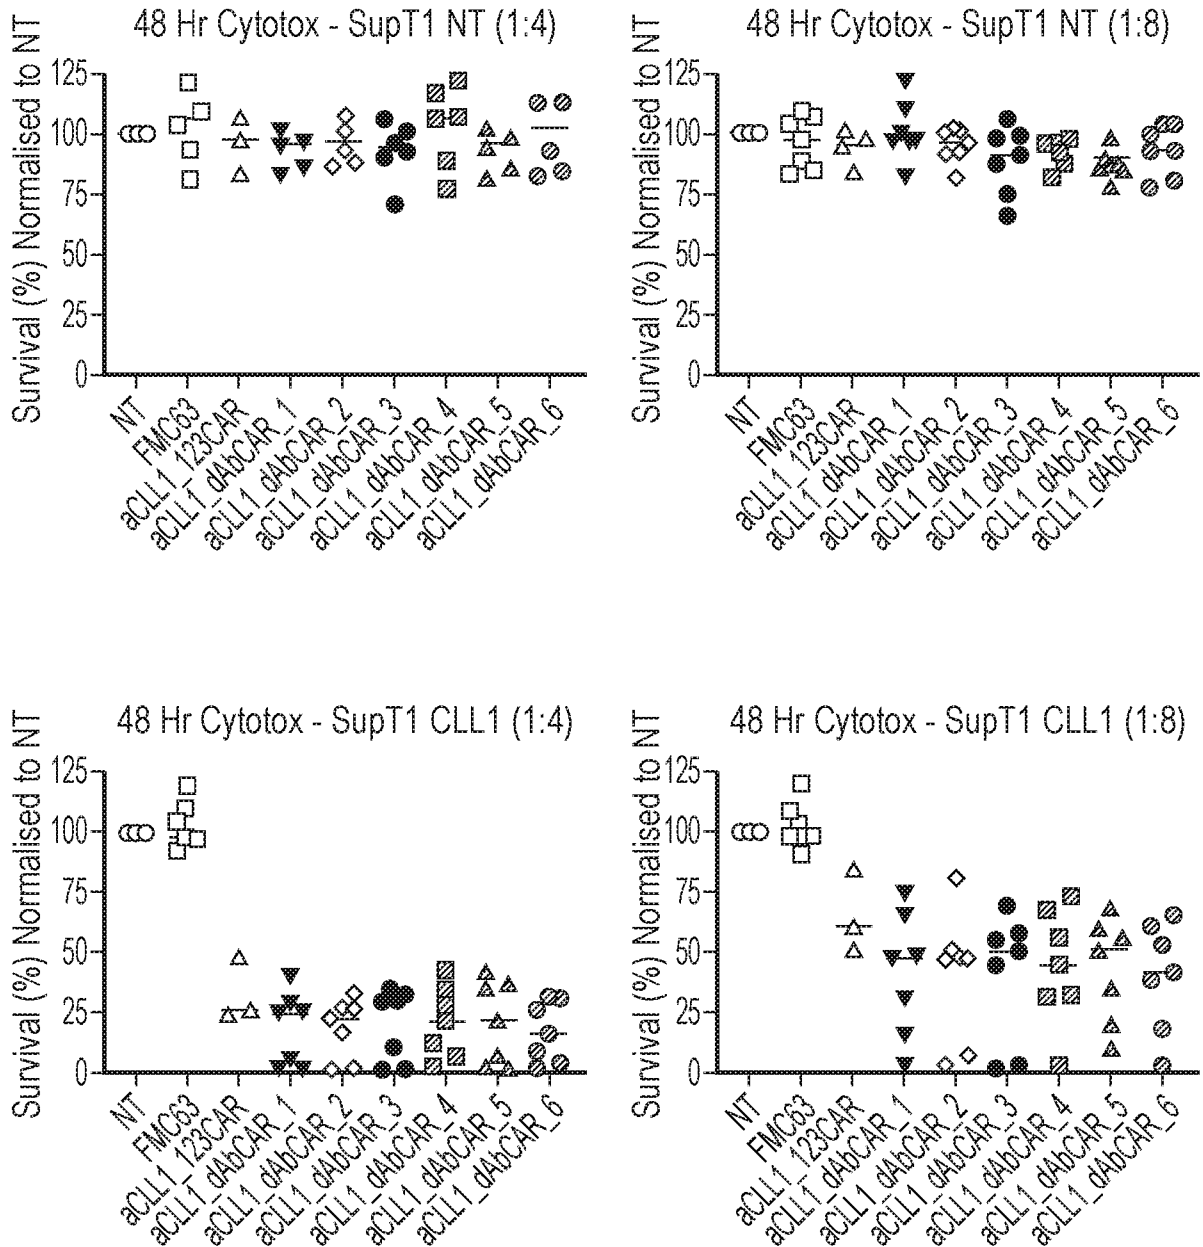 48 Hr Cytotox - SupT1 NT (1:4)
Survival (%) Normalised to NT
125
100
75
50
25
0
NT
FMC63
aCLL1_123CAR
aCLL1_dAbCAR_1
aCLL1_dAbCAR_2
aCLL1_dAbCAR_3
aCLL1_dAbCAR_4
aCLL1_dAbCAR_5
aCLL1_dAbCAR_6
48 Hr Cytotox - SupT1 NT (1:8)
Survival (%) Normalised to NT
125
100
75
50
25
0
NT
FMC63
aCLL1_123CAR
aCLL1_dAbCAR_1
aCLL1_dAbCAR_2
aCLL1_dAbCAR_3
aCLL1_dAbCAR_4
aCLL1_dAbCAR_5
aCLL1_dAbCAR_6
48 Hr Cytotox - SupT1 CLL1 (1:4)
Survival (%) Normalised to NT
125
100
75
50
25
0
NT
FMC63
aCLL1_123CAR
aCLL1_dAbCAR_1
aCLL1_dAbCAR_2
aCLL1_dAbCAR_3
aCLL1_dAbCAR_4
aCLL1_dAbCAR_5
aCLL1_dAbCAR_6
48 Hr Cytotox - SupT1 CLL1 (1:8)
Survival (%) Normalised to NT
125
100
75
50
25
0
NT
FMC63
aCLL1_123CAR
aCLL1_dAbCAR_1
aCLL1_dAbCAR_2
aCLL1_dAbCAR_3
aCLL1_dAbCAR_4
aCLL1_dAbCAR_5
aCLL1_dAbCAR_6